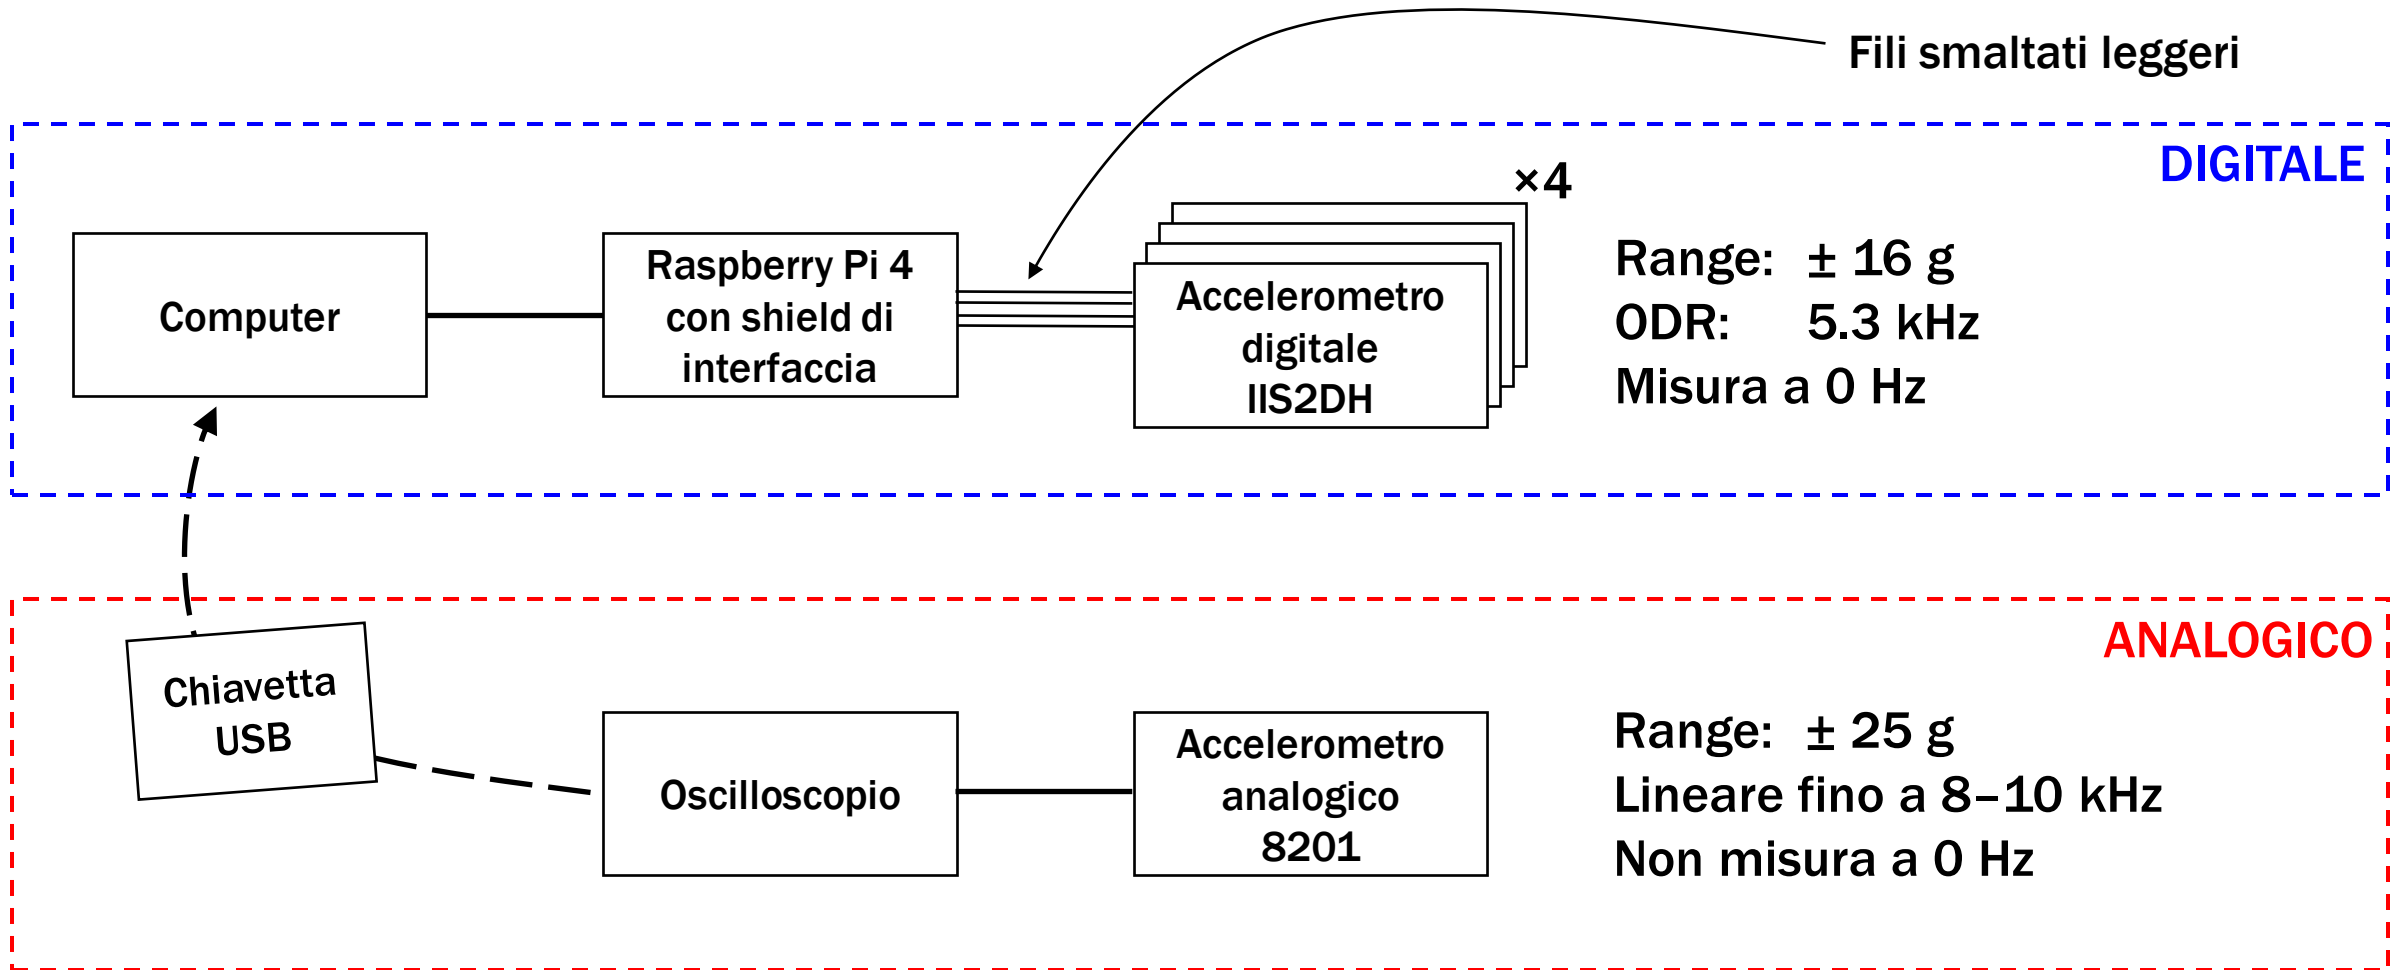 Fili smaltati leggeri
DIGITALE
×4
Computer
Raspberry Pi 4
con shield di
interfaccia
Accelerometro
digitale
IIS2DH
Range: ± 16 g
ODR: 5.3 kHz
Misura a 0 Hz
ANALOGICO
Chiavetta
USB
Oscilloscopio
Accelerometro
analogico
8201
Range: ± 25 g
Lineare fino a 8–10 kHz
Non misura a 0 Hz